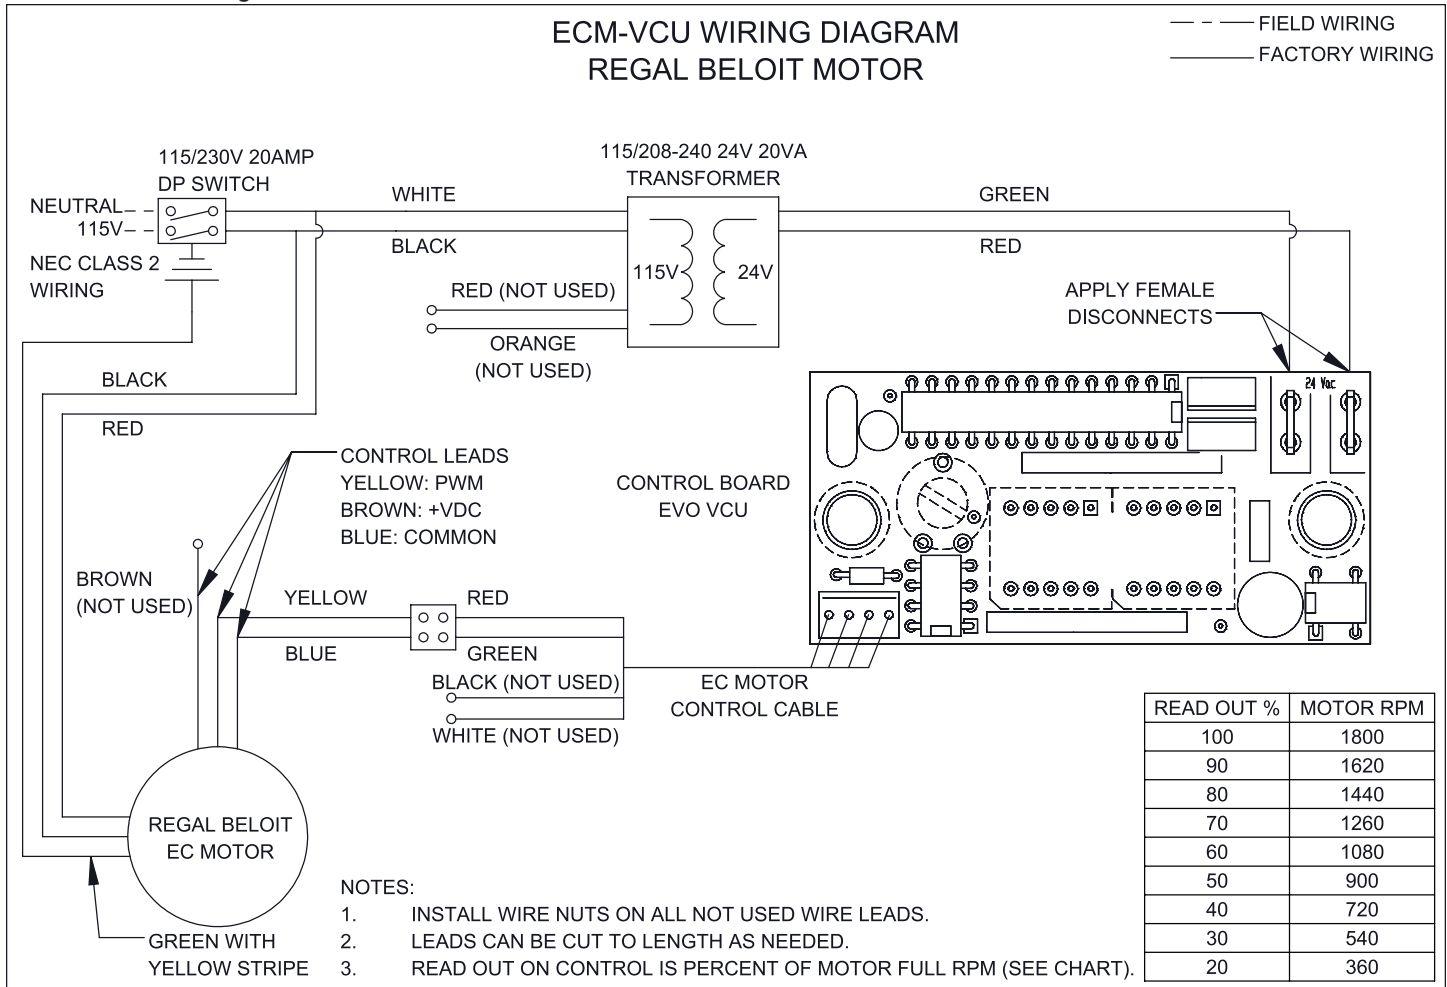 ECM-VCU WIRING DIAGRAM
REGAL BELOIT MOTOR
FIELD WIRING
FACTORY WIRING
115/230V 20AMP
DP SWITCH
NEUTRAL
115V
NEC CLASS 2
WIRING
WHITE
BLACK
115/208-240 24V 20VA
TRANSFORMER
115V
24V
RED (NOT USED)
ORANGE
(NOT USED)
GREEN
RED
APPLY FEMALE
DISCONNECTS
BLACK
RED
CONTROL LEADS
YELLOW: PWM
BROWN: +VDC
BLUE: COMMON
CONTROL BOARD
EVO VCU
24 Vac
BROWN
(NOT USED)
YELLOW
BLUE
RED
GREEN
BLACK (NOT USED)
WHITE (NOT USED)
EC MOTOR
CONTROL CABLE
REGAL BELOIT
EC MOTOR
GREEN WITH
YELLOW STRIPE
NOTES:
1. INSTALL WIRE NUTS ON ALL NOT USED WIRE LEADS.
2. LEADS CAN BE CUT TO LENGTH AS NEEDED.
3. READ OUT ON CONTROL IS PERCENT OF MOTOR FULL RPM (SEE CHART).
READ OUT % MOTOR RPM
100 1800
90 1620
80 1440
70 1260
60 1080
50 900
40 720
30 540
20 360